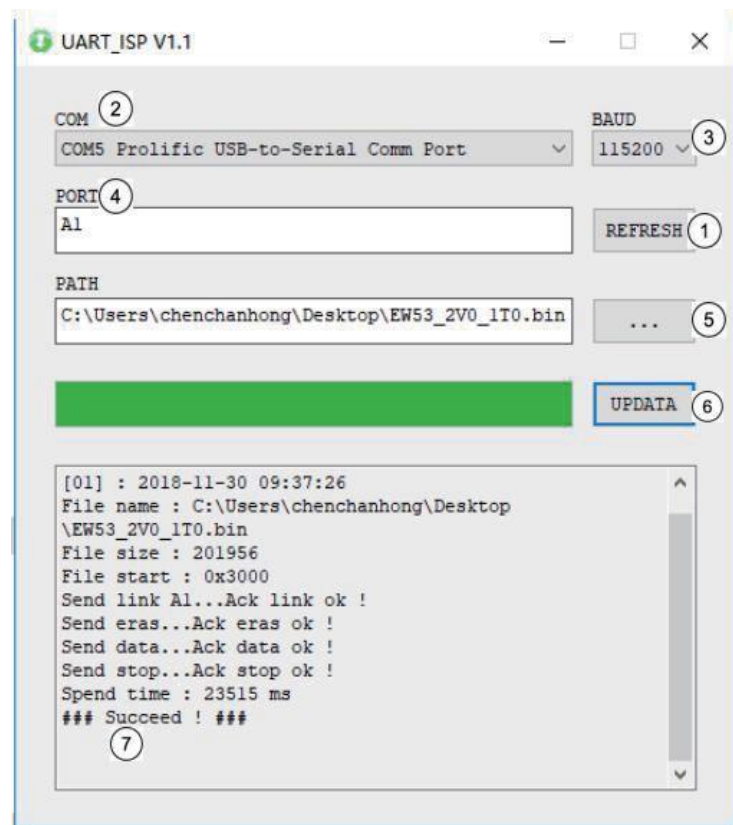 UART_ISP V1.1
COM 2
BAUD
COM5 Prolific USB-to-Serial Comm Port
115200 3
PORT 4
A1
REFRESH 1
PATH
C:\Users\chenchanhong\Desktop\EW53_2V0_1T0.bin
... 5
UPDATA 6
[01] : 2018-11-30 09:37:26
File name : C:\Users\chenchanhong\Desktop
\EW53_2V0_1T0.bin
File size : 201956
File start : 0x3000
Send link A1...Ack link ok !
Send eras...Ack eras ok !
Send data...Ack data ok !
Send stop...Ack stop ok !
Spend time : 23515 ms
### Succeed ! ###
7